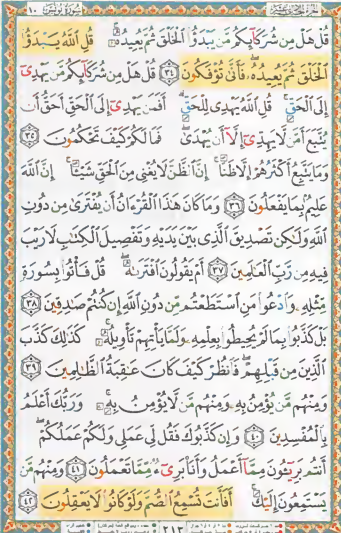 ١٠ سورة يونس
قُلْ هَلْ مِن شُرَكَآئِكُم مَّن يَبْدَؤُا۟ ٱلْخَلْقَ ثُمَّ يُعِيدُهُۥ ۚ قُلِ ٱللَّهُ يَبْدَؤُا۟
ٱلْخَلْقَ ثُمَّ يُعِيدُهُۥ ۖ فَأَنَّىٰ تُؤْفَكُونَ ٣٤ قُلْ هَلْ مِن شُرَكَآئِكُم مَّن يَهْدِىٓ
إِلَى ٱلْحَقِّ ۚ قُلِ ٱللَّهُ يَهْدِى لِلْحَقِّ ۗ أَفَمَن يَهْدِىٓ إِلَى ٱلْحَقِّ أَحَقُّ أَن
يُتَّبَعَ أَمَّن لَّا يَهِدِّىٓ إِلَّآ أَن يُهْدَىٰ ۖ فَمَا لَكُمْ كَيْفَ تَحْكُمُونَ ٣٥
وَمَا يَتَّبِعُ أَكْثَرُهُمْ إِلَّا ظَنًّا ۚ إِنَّ ٱلظَّنَّ لَا يُغْنِى مِنَ ٱلْحَقِّ شَيْـًٔا ۚ إِنَّ ٱللَّهَ
عَلِيمٌۢ بِمَا يَفْعَلُونَ ٣٦ وَمَا كَانَ هَـٰذَا ٱلْقُرْءَانُ أَن يُفْتَرَىٰ مِن دُونِ
ٱللَّهِ وَلَـٰكِن تَصْدِيقَ ٱلَّذِى بَيْنَ يَدَيْهِ وَتَفْصِيلَ ٱلْكِتَـٰبِ لَا رَيْبَ
فِيهِ مِن رَّبِّ ٱلْعَـٰلَمِينَ ٣٧ أَمْ يَقُولُونَ ٱفْتَرَىٰهُ ۖ قُلْ فَأْتُوا۟ بِسُورَةٍ
مِّثْلِهِۦ وَٱدْعُوا۟ مَنِ ٱسْتَطَعْتُم مِّن دُونِ ٱللَّهِ إِن كُنتُمْ صَـٰدِقِينَ ٣٨
بَلْ كَذَّبُوا۟ بِمَا لَمْ يُحِيطُوا۟ بِعِلْمِهِۦ وَلَمَّا يَأْتِهِمْ تَأْوِيلُهُۥ ۚ كَذَٰلِكَ كَذَّبَ
ٱلَّذِينَ مِن قَبْلِهِمْ ۖ فَٱنظُرْ كَيْفَ كَانَ عَـٰقِبَةُ ٱلظَّـٰلِمِينَ ٣٩
وَمِنْهُم مَّن يُؤْمِنُ بِهِۦ وَمِنْهُم مَّن لَّا يُؤْمِنُ بِهِۦ ۚ وَرَبُّكَ أَعْلَمُ
بِٱلْمُفْسِدِينَ ٤٠ وَإِن كَذَّبُوكَ فَقُل لِّى عَمَلِى وَلَكُمْ عَمَلُكُمْ ۖ
أَنتُم بَرِيٓـُٔونَ مِمَّآ أَعْمَلُ وَأَنَا۠ بَرِىٓءٌ مِّمَّا تَعْمَلُونَ ٤١ وَمِنْهُم مَّن
يَسْتَمِعُونَ إِلَيْكَ ۚ أَفَأَنتَ تُسْمِعُ ٱلصُّمَّ وَلَوْ كَانُوا۟ لَا يَعْقِلُونَ ٤٢
٢١٣